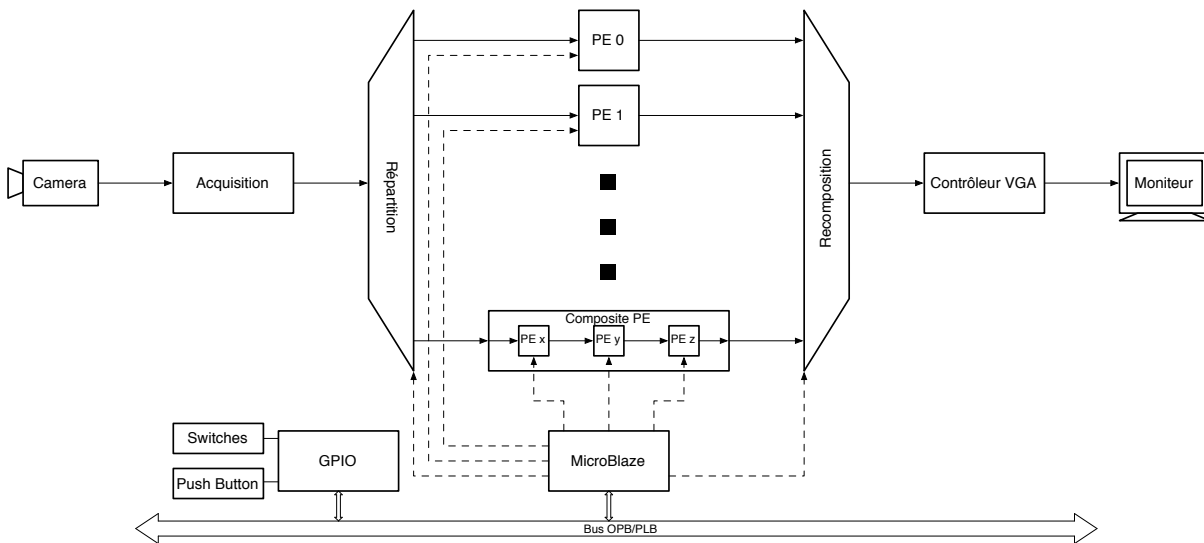 PE 0
PE 1
Camera
Acquisition
Répartition
Recomposition
Contrôleur VGA
Moniteur
Composite PE
PE x
PE y
PE z
Switches
Push Button
GPIO
MicroBlaze
Bus OPB/PLB